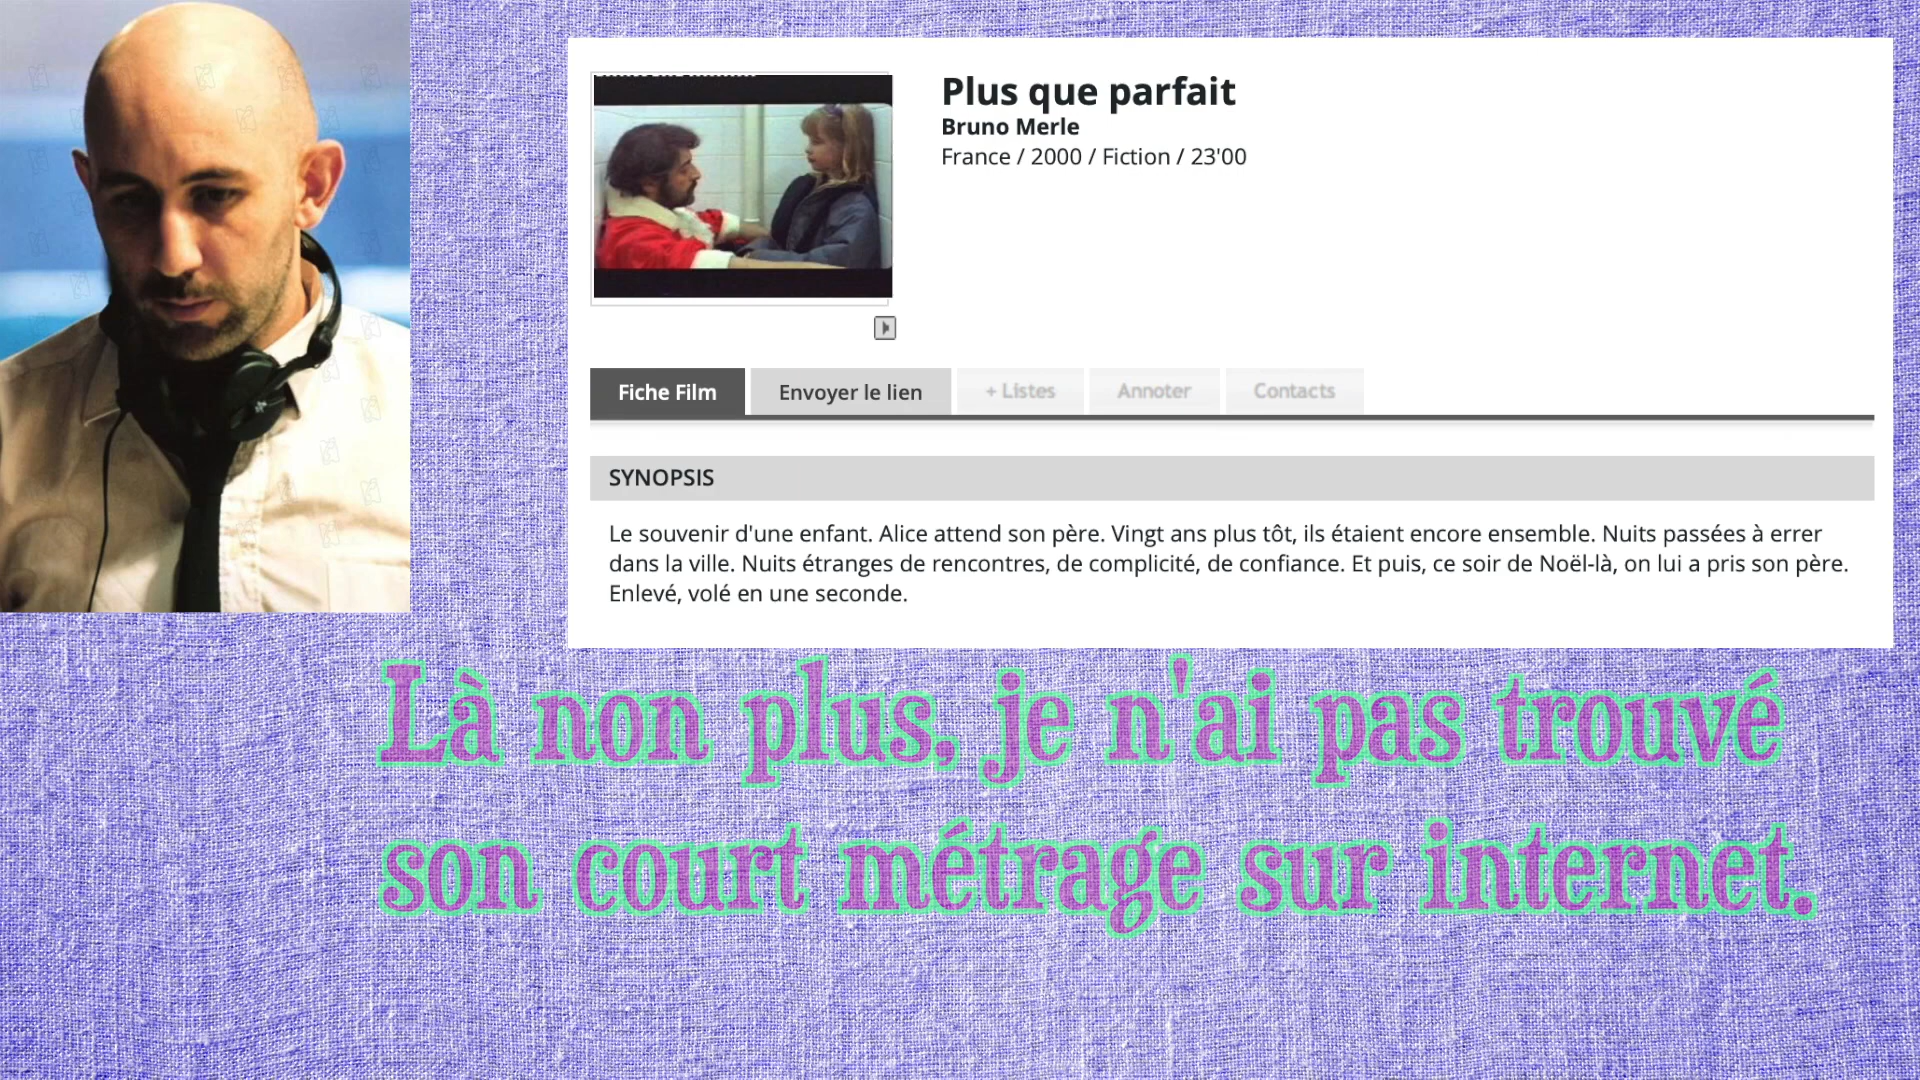 Plus que parfait
Bruno Merle
France / 2000 / Fiction / 23'00
Fiche Film
Envoyer le lien
+ Listes
Annoter
Contacts
SYNOPSIS
Le souvenir d'une enfant. Alice attend son père. Vingt ans plus tôt, ils étaient encore ensemble. Nuits passées à errer
dans la ville. Nuits étranges de rencontres, de complicité, de confiance. Et puis, ce soir de Noël-là, on lui a pris son père.
Enlevé, volé en une seconde.
Là non plus, je n'ai pas trouvé
son court métrage sur internet.